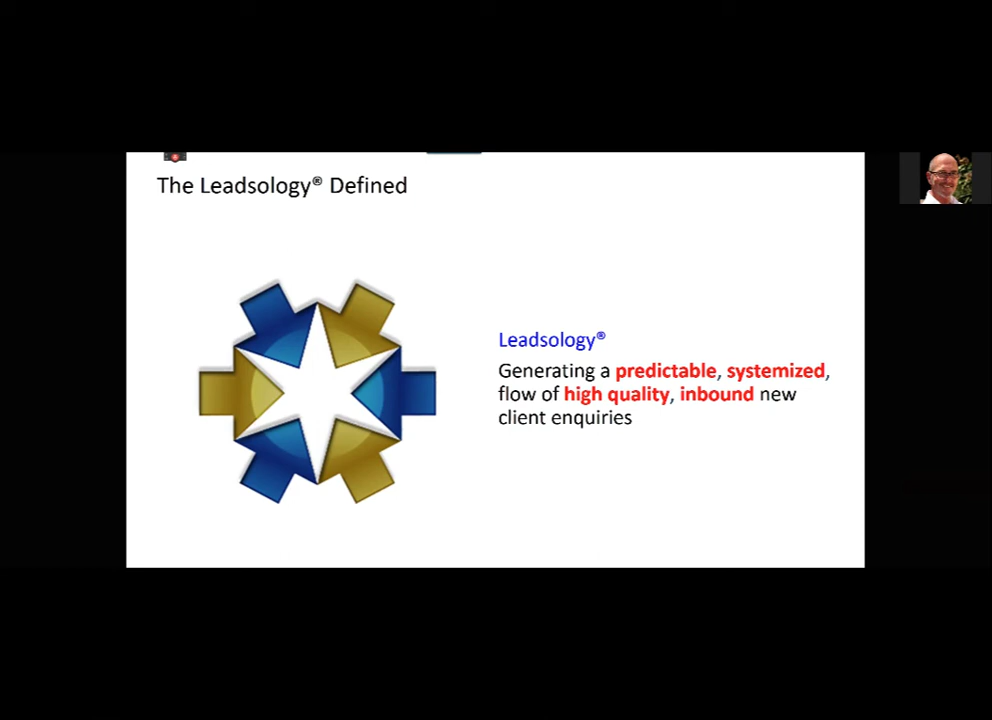 The Leadsology® Defined
Leadsology®
Generating a predictable, systemized,
flow of high quality, inbound new
client enquiries